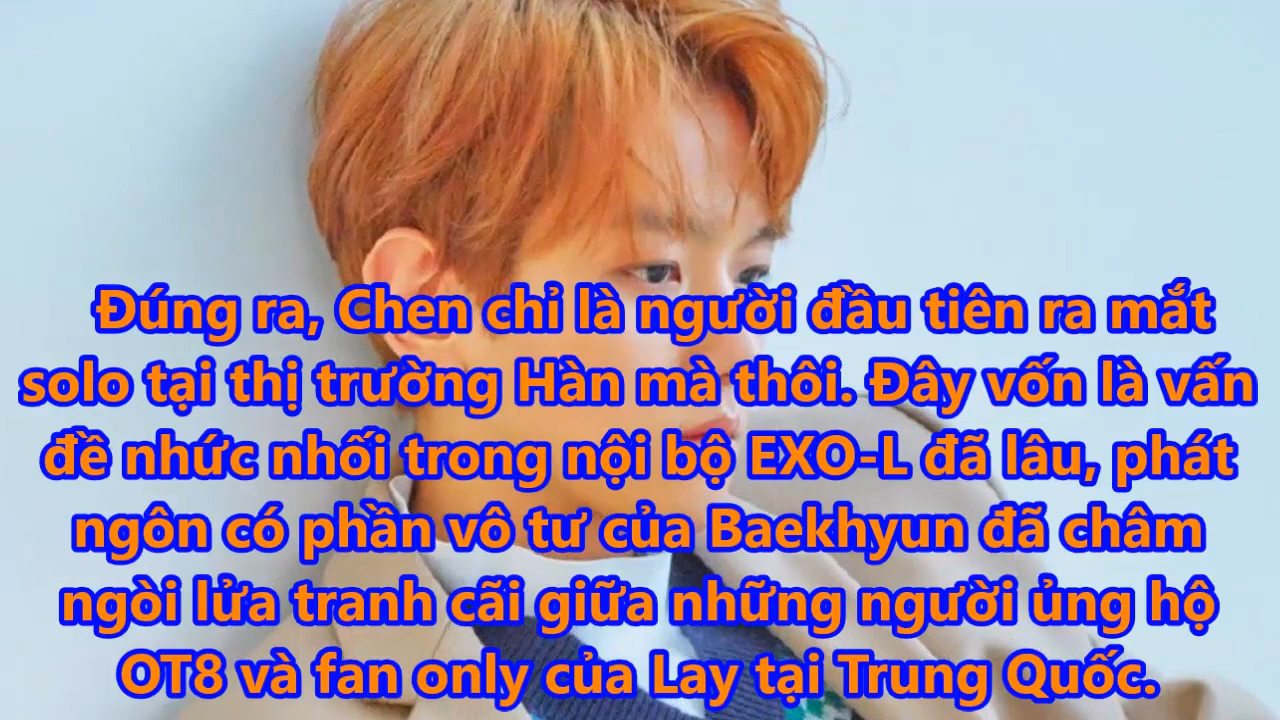 Đúng ra, Chen chỉ là người đầu tiên ra mắt
solo tại thị trường Hàn mà thôi. Đây vốn là vấn
đề nhức nhối trong nội bộ EXO-L đã lâu, phát
ngôn có phần vô tư của Baekhyun đã châm
ngòi lửa tranh cãi giữa những người ủng hộ
OT8 và fan only của Lay tại Trung Quốc.